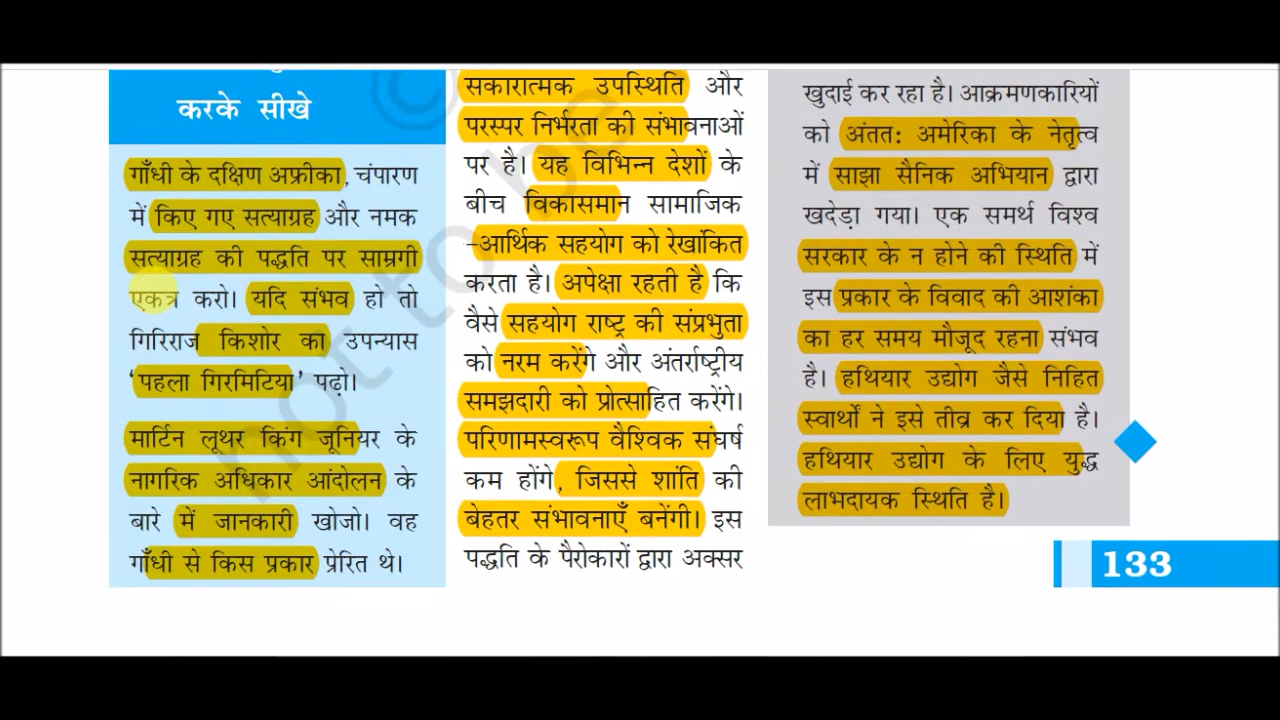 करके सीखे
गाँधी के दक्षिण अफ्रीका, चंपारण
में किए गए सत्याग्रह और नमक
सत्याग्रह की पद्धति पर साम्रगी
एकत्र करो। यदि संभव हो तो
गिरिराज किशोर का उपन्यास
‘पहला गिरमिटिया’ पढ़ो।
मार्टिन लूथर किंग जूनियर के
नागरिक अधिकार आंदोलन के
बारे में जानकारी खोजो। वह
गाँधी से किस प्रकार प्रेरित थे।
सकारात्मक उपस्थिति और
परस्पर निर्भरता की संभावनाओं
पर है। यह विभिन्न देशों के
बीच विकासमान सामाजिक
-आर्थिक सहयोग को रेखांकित
करता है। अपेक्षा रहती है कि
वैसे सहयोग राष्ट्र की संप्रभुता
को नरम करेंगे और अंतर्राष्ट्रीय
समझदारी को प्रोत्साहित करेंगे।
परिणामस्वरूप वैश्विक संघर्ष
कम होंगे, जिससे शांति की
बेहतर संभावनाएँ बनेंगी। इस
पद्धति के पैरोकारों द्वारा अक्सर
खुदाई कर रहा है। आक्रमणकारियों
को अंततः अमेरिका के नेतृत्व
में साझा सैनिक अभियान द्वारा
खदेड़ा गया। एक समर्थ विश्व
सरकार के न होने की स्थिति में
इस प्रकार के विवाद की आशंका
का हर समय मौजूद रहना संभव
है। हथियार उद्योग जैसे निहित
स्वार्थों ने इसे तीव्र कर दिया है।
हथियार उद्योग के लिए युद्ध
लाभदायक स्थिति है।
133
not to be